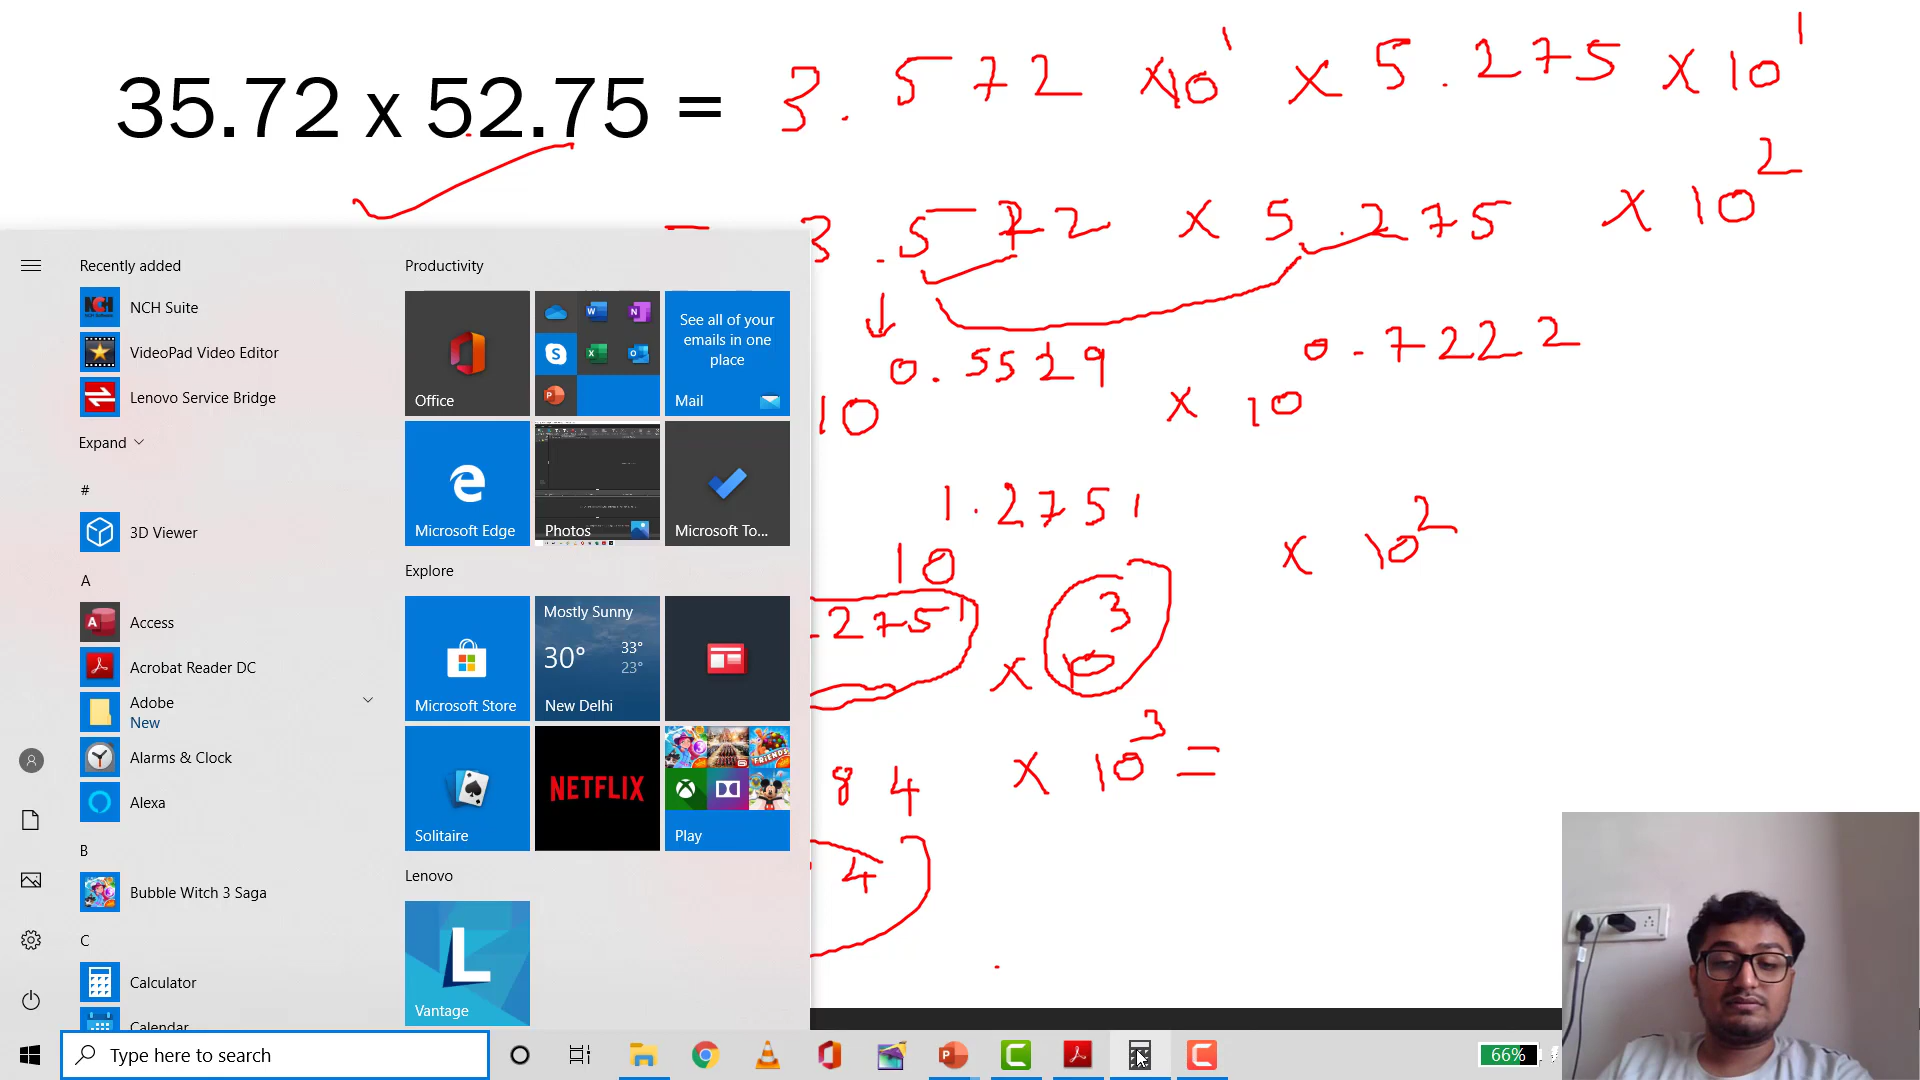 35.72 x 52.75 = 3.572 x10¹ x 5.275 x 10¹
= 3.572 x 5.275 x 10²
0.5529 0.7222
10 x 10
1.2751
10 x 10²
.2751 3
x 10
84 x 10³ =
4
Recently added
NCH Suite
VideoPad Video Editor
Lenovo Service Bridge
Expand
#
3D Viewer
A
Access
Acrobat Reader DC
Adobe
New
Alarms & Clock
Alexa
B
Bubble Witch 3 Saga
C
Calculator
Calendar
Productivity
Office
See all of your
emails in one
place
Mail
Microsoft Edge
Photos
Microsoft To...
Explore
Microsoft Store
Mostly Sunny
30° 33°
23°
New Delhi
Solitaire
NETFLIX
Play
Lenovo
L
Vantage
Type here to search
66%